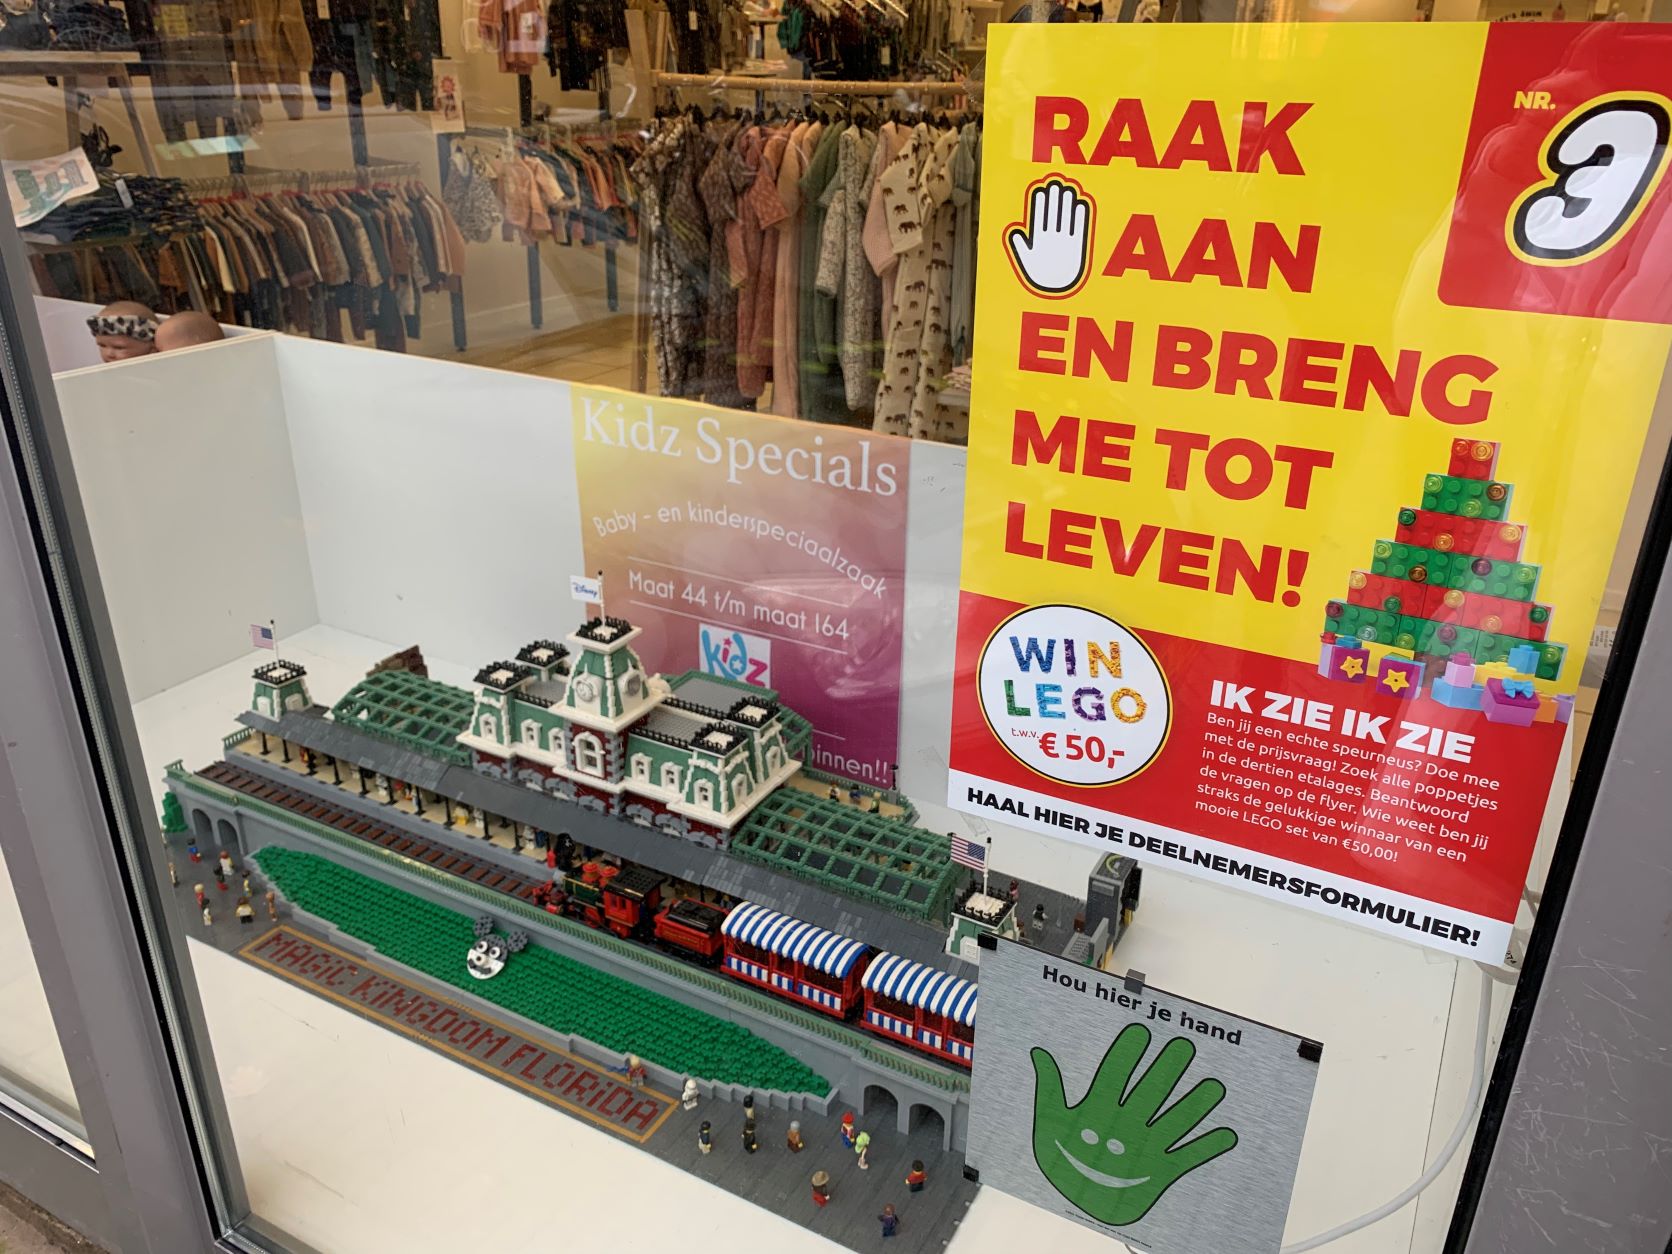 RAAK
AAN
EN BRENG
ME TOT
LEVEN!
NR.
3
WIN
LEGO
t.w.v.
€ 50,-
IK ZIE IK ZIE
Ben jij een echte speurneus? Doe mee
met de prijsvraag! Zoek alle poppetjes
in de dertien etalages. Beantwoord
de vragen op de flyer. Wie weet ben jij
straks de gelukkige winnaar van een
mooie LEGO set van €50,00!
HAAL HIER JE DEELNEMERSFORMULIER!
Kidz Specials
Baby - en kinderspeciaalzaak
Maat 44 t/m maat 164
kidz
innen!!
Disney
MAGIC KINGDOM FLORIDA
Hou hier je hand